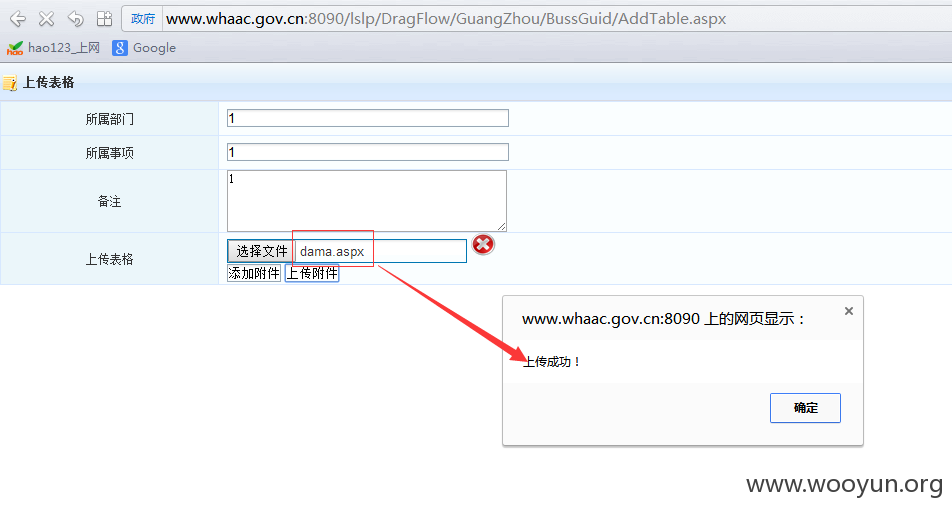 政府 www.whaac.gov.cn:8090/lslp/DragFlow/GuangZhou/BussGuid/AddTable.aspx
hao123_上网 Google
上传表格
所属部门 1
所属事项 1
备注 1
上传表格 选择文件 dama.aspx
添加附件 上传附件
www.whaac.gov.cn:8090 上的网页显示：
上传成功！
确定
www.wooyun.org